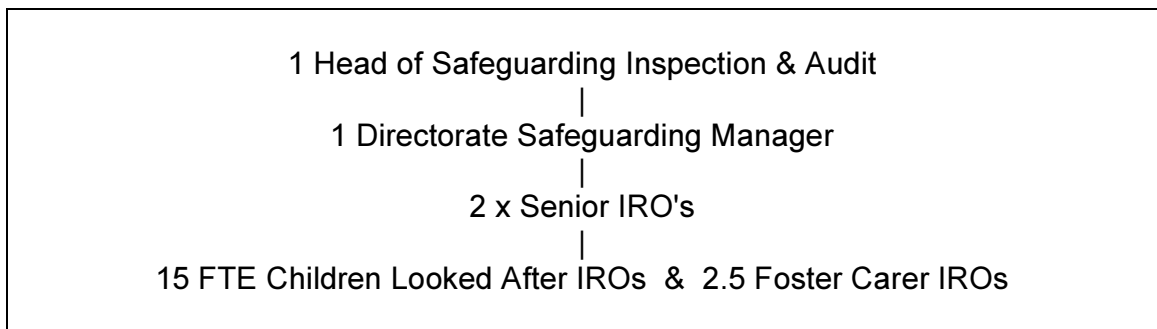 1 Head of Safeguarding Inspection & Audit
|
1 Directorate Safeguarding Manager
|
2 x Senior IRO's
|
15 FTE Children Looked After IROs & 2.5 Foster Carer IROs